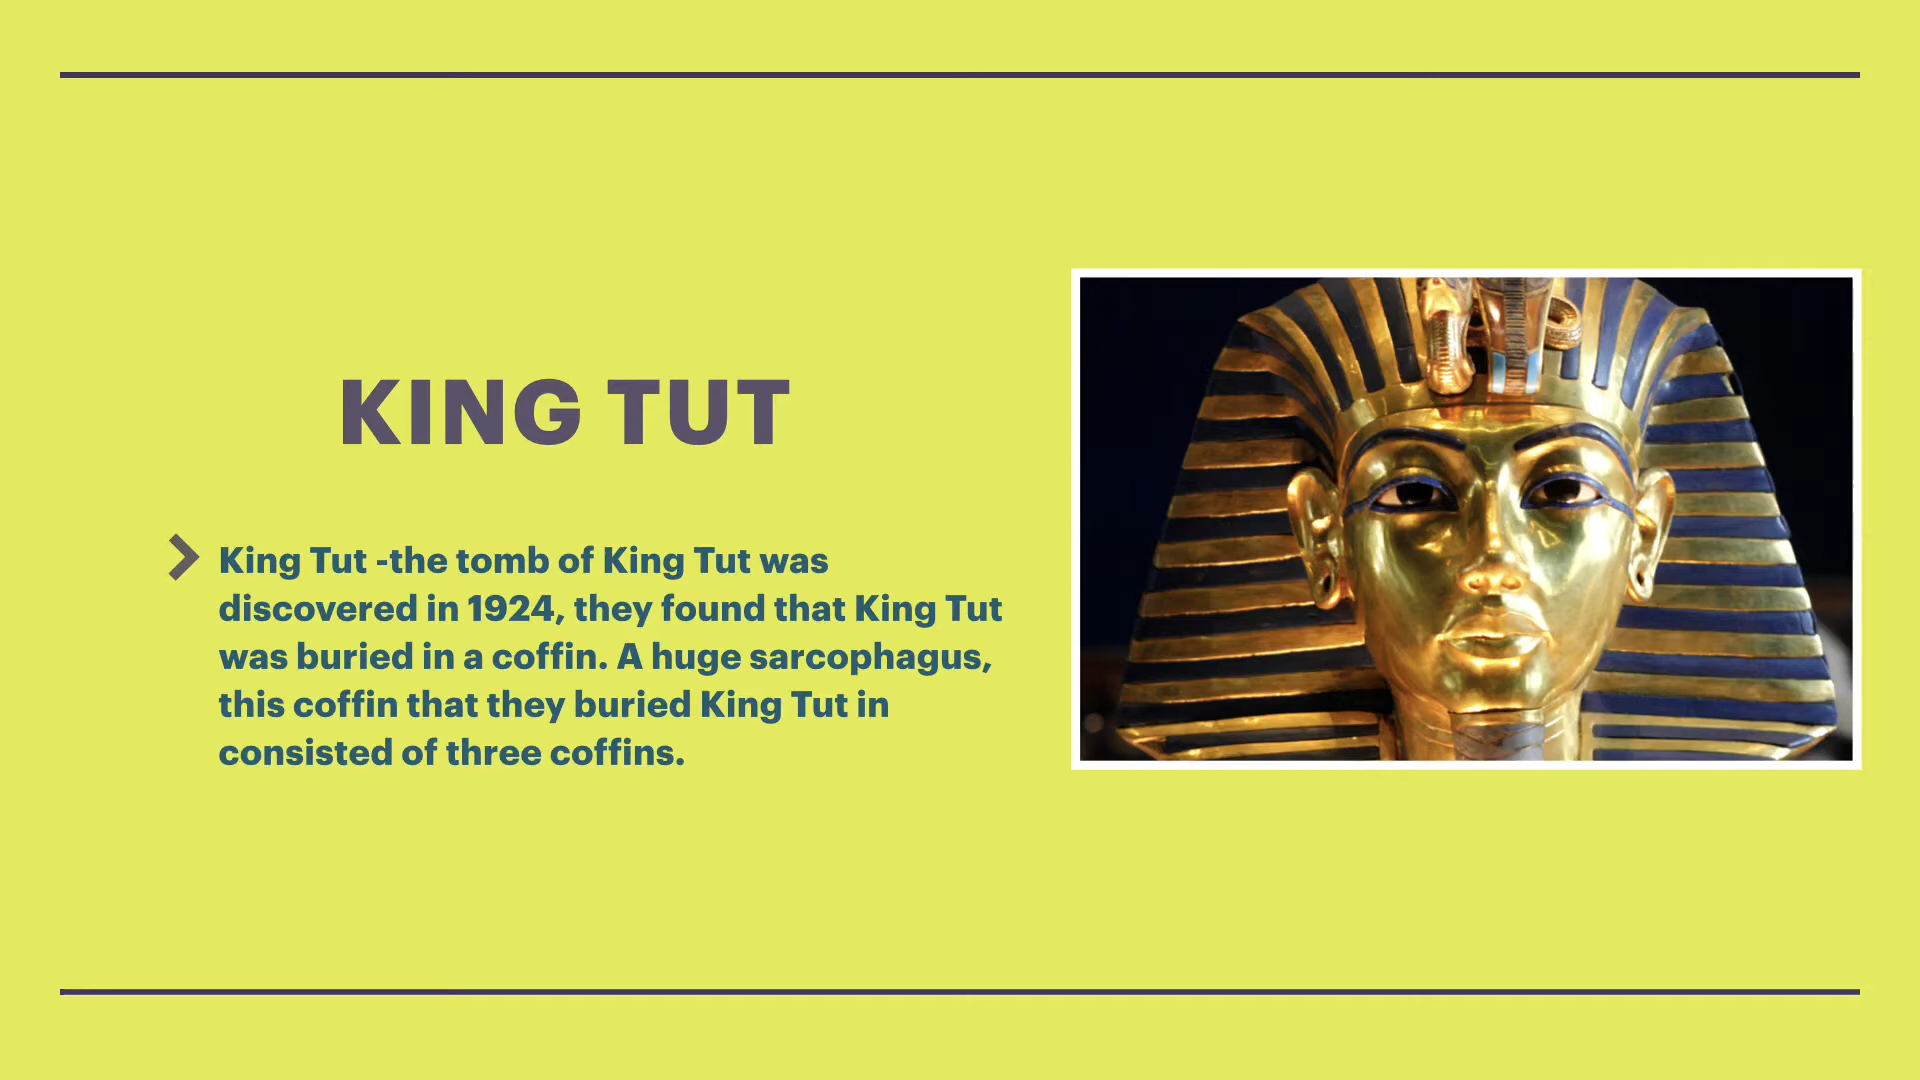 KING TUT
King Tut -the tomb of King Tut was
discovered in 1924, they found that King Tut
was buried in a coffin. A huge sarcophagus,
this coffin that they buried King Tut in
consisted of three coffins.